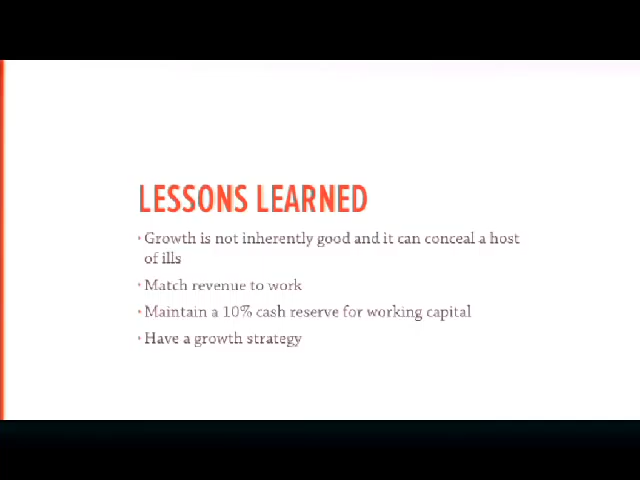 LESSONS LEARNED
• Growth is not inherently good and it can conceal a host
of ills
• Match revenue to work
• Maintain a 10% cash reserve for working capital
• Have a growth strategy